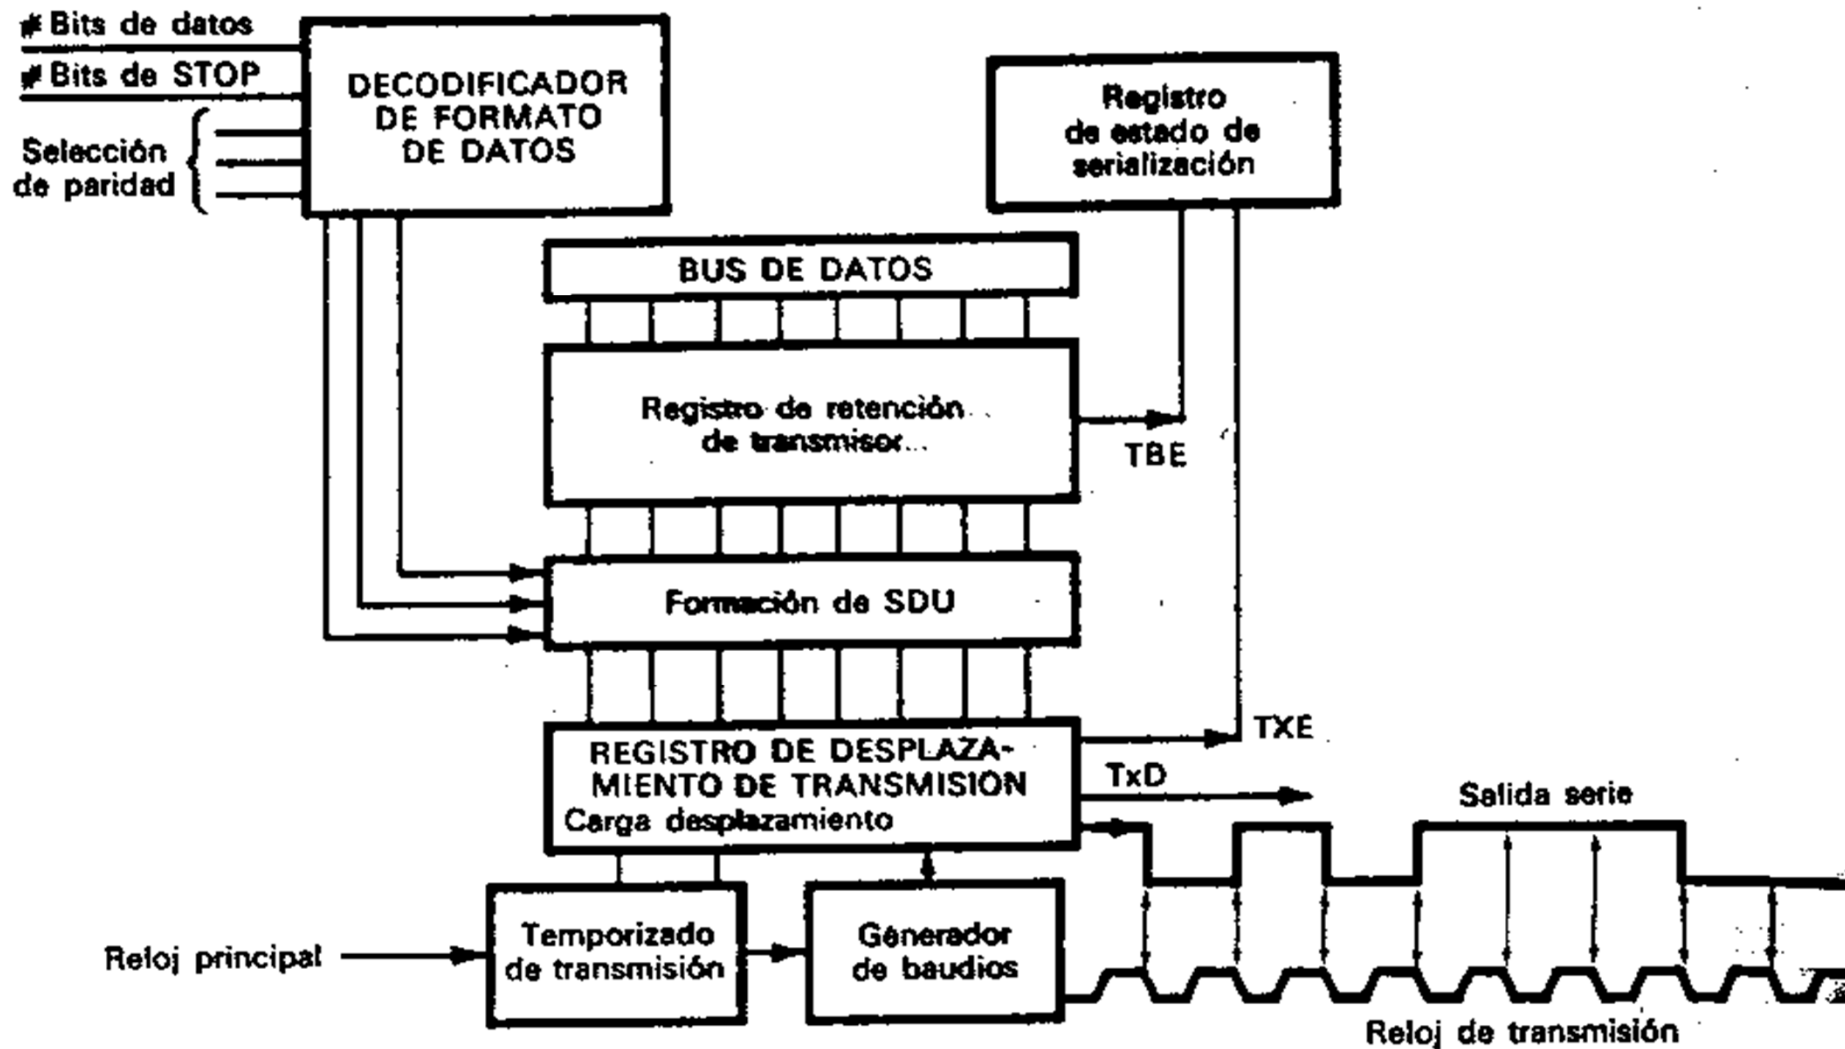 # Bits de datos
# Bits de STOP
Selección
de paridad
DECODIFICADOR
DE FORMATO
DE DATOS
Registro
de estado de
serialización
BUS DE DATOS
Registro de retención
de transmisor
TBE
Formación de SDU
REGISTRO DE DESPLAZA-
MIENTO DE TRANSMISION
Carga desplazamiento
TXE
TxD
Salida serie
Reloj principal
Temporizado
de transmisión
Generador
de baudios
Reloj de transmisión